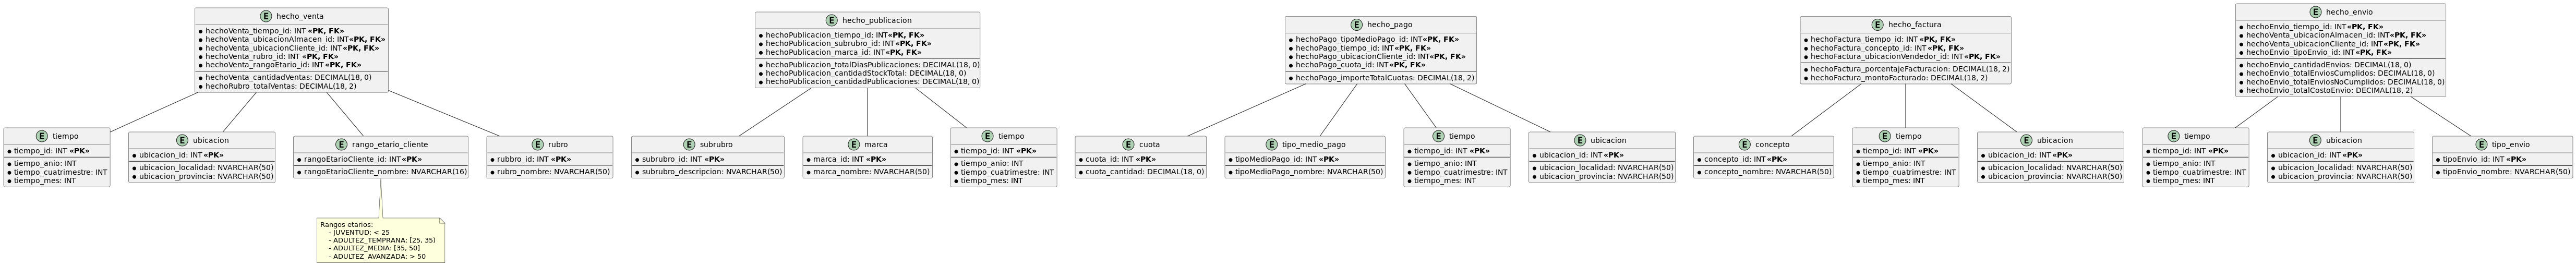 E hecho_venta
hechoVenta_tiempo_id: INT «PK, FK»
hechoVenta_ubicacionAlmacen_id: INT«PK, FK»
hechoVenta_ubicacionCliente_id: INT«PK, FK»
hechoVenta_rubro_id: INT «PK, FK»
hechoVenta_rangoEtario_id: INT«PK, FK»
hechoVenta_cantidadVentas: DECIMAL(18, 0)
hechoRubro_totalVentas: DECIMAL(18, 2)
E hecho_publicacion
hechoPublicacion_tiempo_id: INT«PK, FK»
hechoPublicacion_subrubro_id: INT«PK, FK»
hechoPublicacion_marca_id: INT«PK, FK»
hechoPublicacion_totalDiasPublicaciones: DECIMAL(18, 0)
hechoPublicacion_cantidadStockTotal: DECIMAL(18, 0)
hechoPublicacion_cantidadPublicaciones: DECIMAL(18, 0)
E hecho_pago
hechoPago_tipoMedioPago_id: INT«PK, FK»
hechoPago_tiempo_id: INT «PK, FK»
hechoPago_ubicacionCliente_id: INT«PK, FK»
hechoPago_cuota_id: INT «PK, FK»
hechoPago_importeTotalCuotas: DECIMAL(18, 2)
E hecho_factura
hechoFactura_tiempo_id: INT «PK, FK»
hechoFactura_concepto_id: INT «PK, FK»
hechoFactura_ubicacionVendedor_id: INT «PK, FK»
hechoFactura_porcentajeFacturacion: DECIMAL(18, 2)
hechoFactura_montoFacturado: DECIMAL(18, 2)
E hecho_envio
hechoEnvio_tiempo_id: INT«PK, FK»
hechoVenta_ubicacionAlmacen_id: INT«PK, FK»
hechoVenta_ubicacionCliente_id: INT«PK, FK»
hechoEnvio_tipoEnvio_id: INT«PK, FK»
hechoEnvio_cantidadEnvios: DECIMAL(18, 0)
hechoEnvio_totalEnviosCumplidos: DECIMAL(18, 0)
hechoEnvio_totalEnviosNoCumplidos: DECIMAL(18, 0)
hechoEnvio_totalCostoEnvio: DECIMAL(18, 2)
E tiempo
tiempo_id: INT «PK»
tiempo_anio: INT
tiempo_cuatrimestre: INT
tiempo_mes: INT
E ubicacion
ubicacion_id: INT «PK»
ubicacion_localidad: NVARCHAR(50)
ubicacion_provincia: NVARCHAR(50)
E rango_etario_cliente
rangoEtarioCliente_id: INT«PK»
rangoEtarioCliente_nombre: NVARCHAR(16)
E rubro
rubbro_id: INT «PK»
rubro_nombre: NVARCHAR(50)
E subrubro
subrubro_id: INT «PK»
subrubro_descripcion: NVARCHAR(50)
E marca
marca_id: INT «PK»
marca_nombre: NVARCHAR(50)
E tiempo
tiempo_id: INT «PK»
tiempo_anio: INT
tiempo_cuatrimestre: INT
tiempo_mes: INT
E cuota
cuota_id: INT «PK»
cuota_cantidad: DECIMAL(18, 0)
E tipo_medio_pago
tipoMedioPago_id: INT «PK»
tipoMedioPago_nombre: NVARCHAR(50)
E tiempo
tiempo_id: INT «PK»
tiempo_anio: INT
tiempo_cuatrimestre: INT
tiempo_mes: INT
E ubicacion
ubicacion_id: INT «PK»
ubicacion_localidad: NVARCHAR(50)
ubicacion_provincia: NVARCHAR(50)
E concepto
concepto_id: INT «PK»
concepto_nombre: NVARCHAR(50)
E tiempo
tiempo_id: INT «PK»
tiempo_anio: INT
tiempo_cuatrimestre: INT
tiempo_mes: INT
E ubicacion
ubicacion_id: INT «PK»
ubicacion_localidad: NVARCHAR(50)
ubicacion_provincia: NVARCHAR(50)
E tiempo
tiempo_id: INT «PK»
tiempo_anio: INT
tiempo_cuatrimestre: INT
tiempo_mes: INT
E ubicacion
ubicacion_id: INT «PK»
ubicacion_localidad: NVARCHAR(50)
ubicacion_provincia: NVARCHAR(50)
E tipo_envio
tipoEnvio_id: INT «PK»
tipoEnvio_nombre: NVARCHAR(50)
Rangos etarios:
- JUVENTUD: < 25
- ADULTEZ_TEMPRANA: [25, 35)
- ADULTEZ_MEDIA: [35, 50]
- ADULTEZ_AVANZADA: > 50